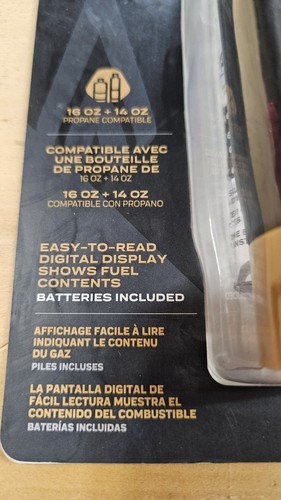 16 OZ + 14 OZ
PROPANE COMPATIBLE
COMPATIBLE AVEC
UNE BOUTEILLE
DE PROPANE DE
16 OZ + 14 OZ
16 OZ + 14 OZ
COMPATIBLE CON PROPANO
EASY-TO-READ
DIGITAL DISPLAY
SHOWS FUEL
CONTENTS
BATTERIES INCLUDED
AFFICHAGE FACILE À LIRE
INDIQUANT LE CONTENU
DU GAZ
PILES INCLUSES
LA PANTALLA DIGITAL DE
FÁCIL LECTURA MUESTRA EL
CONTENIDO DEL COMBUSTIBLE
BATERÍAS INCLUIDAS